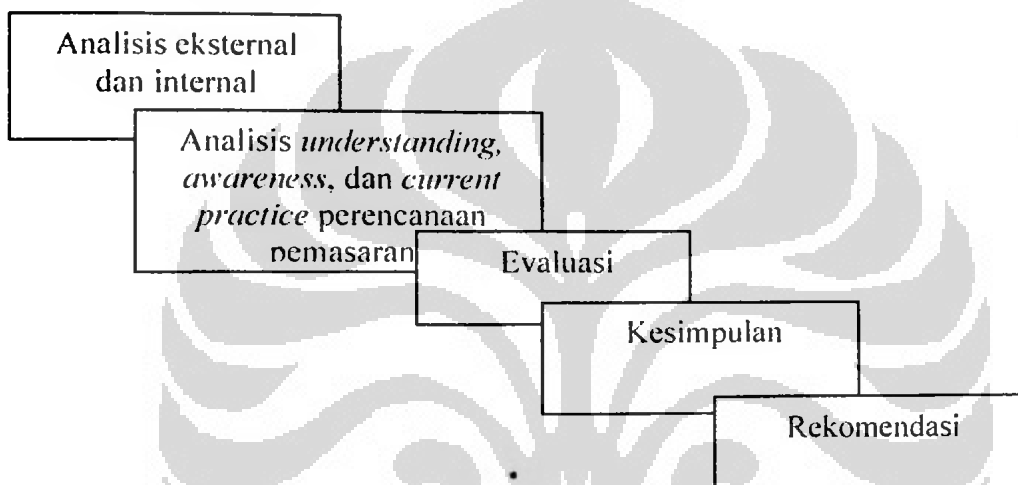 Analisis eksternal
dan internal
Analisis understanding,
awareness, dan current
practice perencanaan
pemasaran
Evaluasi
Kesimpulan
Rekomendasi